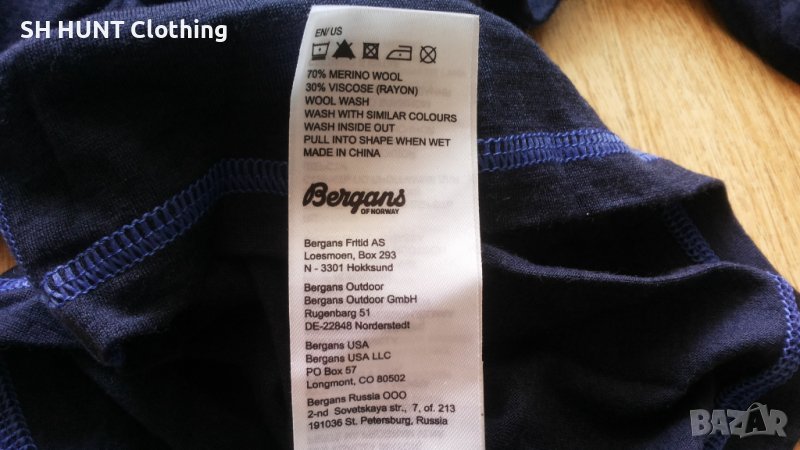 SH HUNT Clothing
EN/US
70% MERINO WOOL
30% VISCOSE (RAYON)
WOOL WASH
WASH WITH SIMILAR COLOURS
WASH INSIDE OUT
PULL INTO SHAPE WHEN WET
MADE IN CHINA
Bergans
OF NORWAY
Bergans Fritid AS
Loesmoen, Box 293
N - 3301 Hokksund
Bergans Outdoor
Bergans Outdoor GmbH
Rugenbarg 51
DE-22848 Norderstedt
Bergans USA
Bergans USA LLC
PO Box 57
Longmont, CO 80502
Bergans Russia OOO
2-nd Sovetskaya str., 7, of. 213
191036 St. Petersburg, Russia
BAZAR